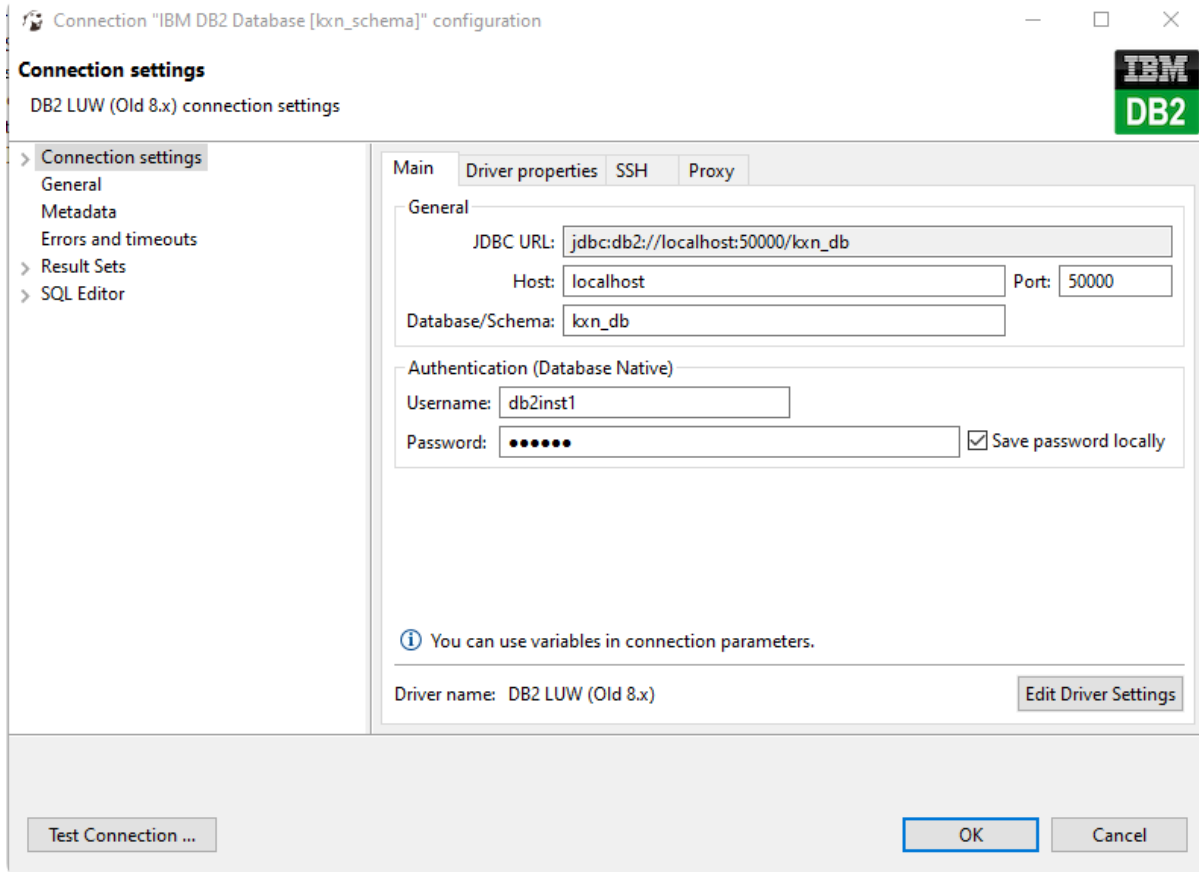 Connection "IBM DB2 Database [kxn_schema]" configuration
Connection settings
DB2 LUW (Old 8.x) connection settings
IBM
DB2
Connection settings
General
Metadata
Errors and timeouts
Result Sets
SQL Editor
Main Driver properties SSH Proxy
General
JDBC URL: jdbc:db2://localhost:50000/kxn_db
Host: localhost Port: 50000
Database/Schema: kxn_db
Authentication (Database Native)
Username: db2inst1
Password: ●●●●●● Save password locally
You can use variables in connection parameters.
Driver name: DB2 LUW (Old 8.x) Edit Driver Settings
Test Connection ... OK Cancel